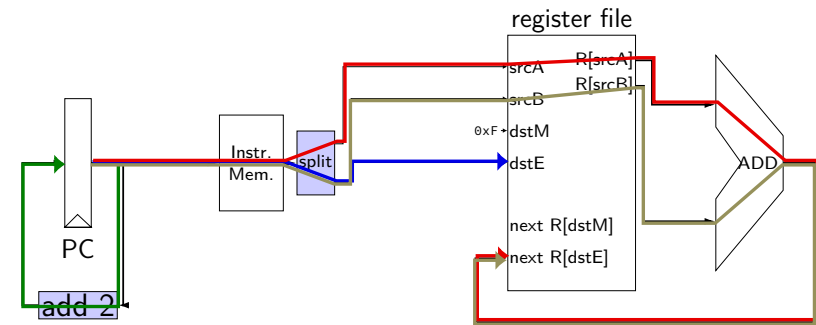 register file
srcA
R[srcA]
R[srcB]
srcB
0xF
dstM
Instr.
Mem.
split
dstE
ADD
next R[dstM]
PC
next R[dstE]
add 2